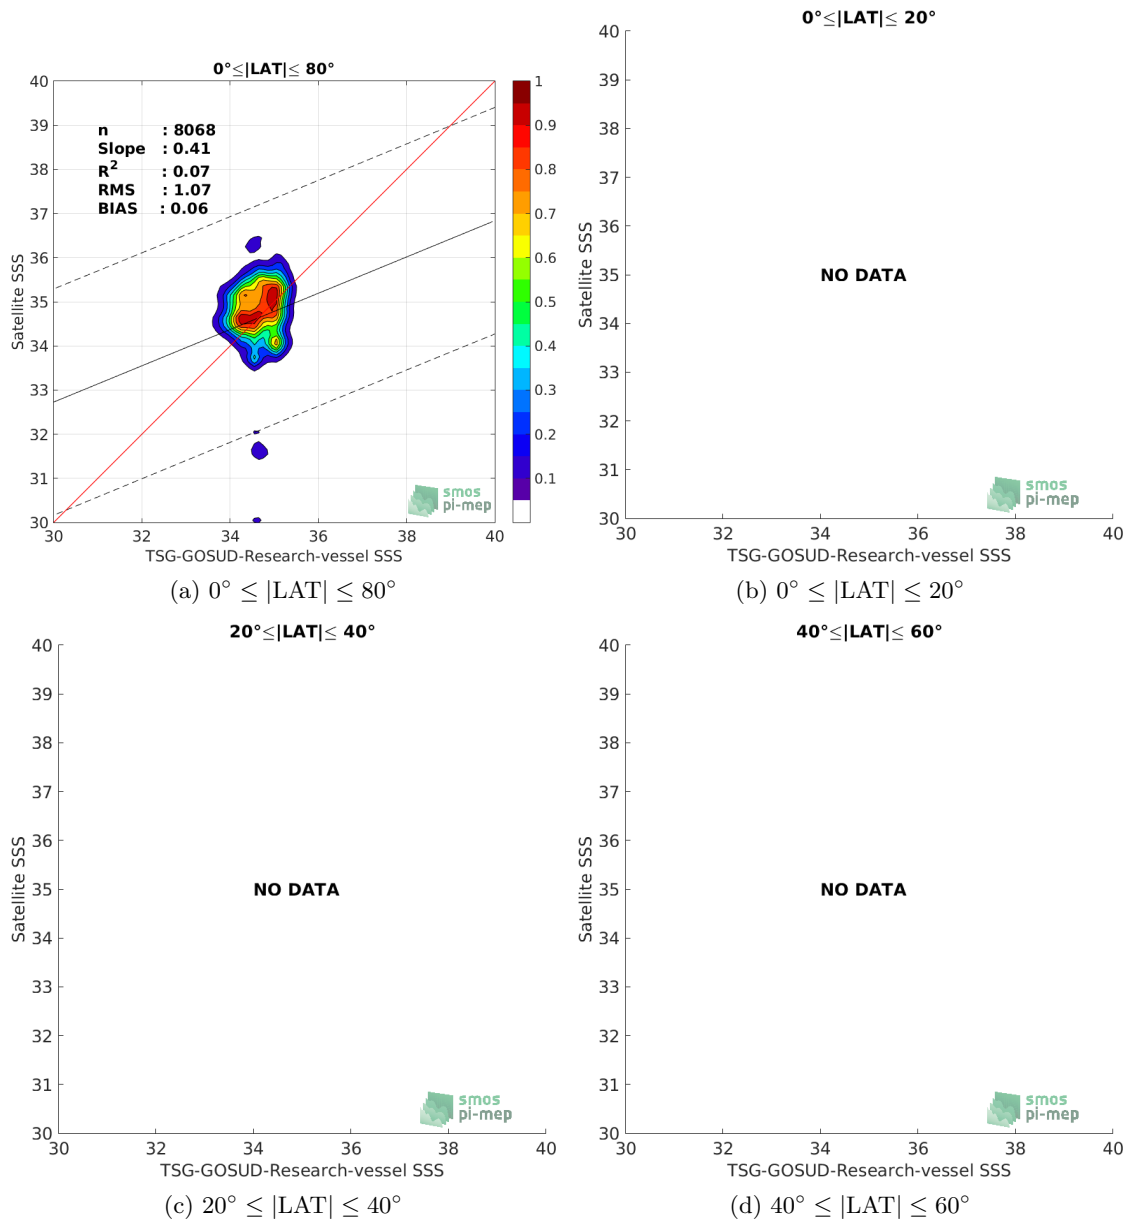 0°≤|LAT|≤ 80°
40
39
38
37
36
35
34
33
32
31
30
Satellite SSS
n : 8068
Slope : 0.41
R² : 0.07
RMS : 1.07
BIAS : 0.06
1
0.9
0.8
0.7
0.6
0.5
0.4
0.3
0.2
0.1
smos
pi-mep
30 32 34 36 38 40
TSG-GOSUD-Research-vessel SSS
(a) 0° ≤ |LAT| ≤ 80°
0°≤|LAT|≤ 20°
40
39
38
37
36
35
34
33
32
31
30
Satellite SSS
NO DATA
smos
pi-mep
30 32 34 36 38 40
TSG-GOSUD-Research-vessel SSS
(b) 0° ≤ |LAT| ≤ 20°
20°≤|LAT|≤ 40°
40
39
38
37
36
35
34
33
32
31
30
Satellite SSS
NO DATA
smos
pi-mep
30 32 34 36 38 40
TSG-GOSUD-Research-vessel SSS
(c) 20° ≤ |LAT| ≤ 40°
40°≤|LAT|≤ 60°
40
39
38
37
36
35
34
33
32
31
30
Satellite SSS
NO DATA
smos
pi-mep
30 32 34 36 38 40
TSG-GOSUD-Research-vessel SSS
(d) 40° ≤ |LAT| ≤ 60°